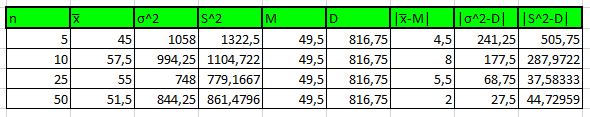 n x̅ σ^2 S^2 M D |x̅-M| |σ^2-D| |S^2-D|
5 45 1058 1322,5 49,5 816,75 4,5 241,25 505,75
10 57,5 994,25 1104,722 49,5 816,75 8 177,5 287,9722
25 55 748 779,1667 49,5 816,75 5,5 68,75 37,58333
50 51,5 844,25 861,4796 49,5 816,75 2 27,5 44,72959